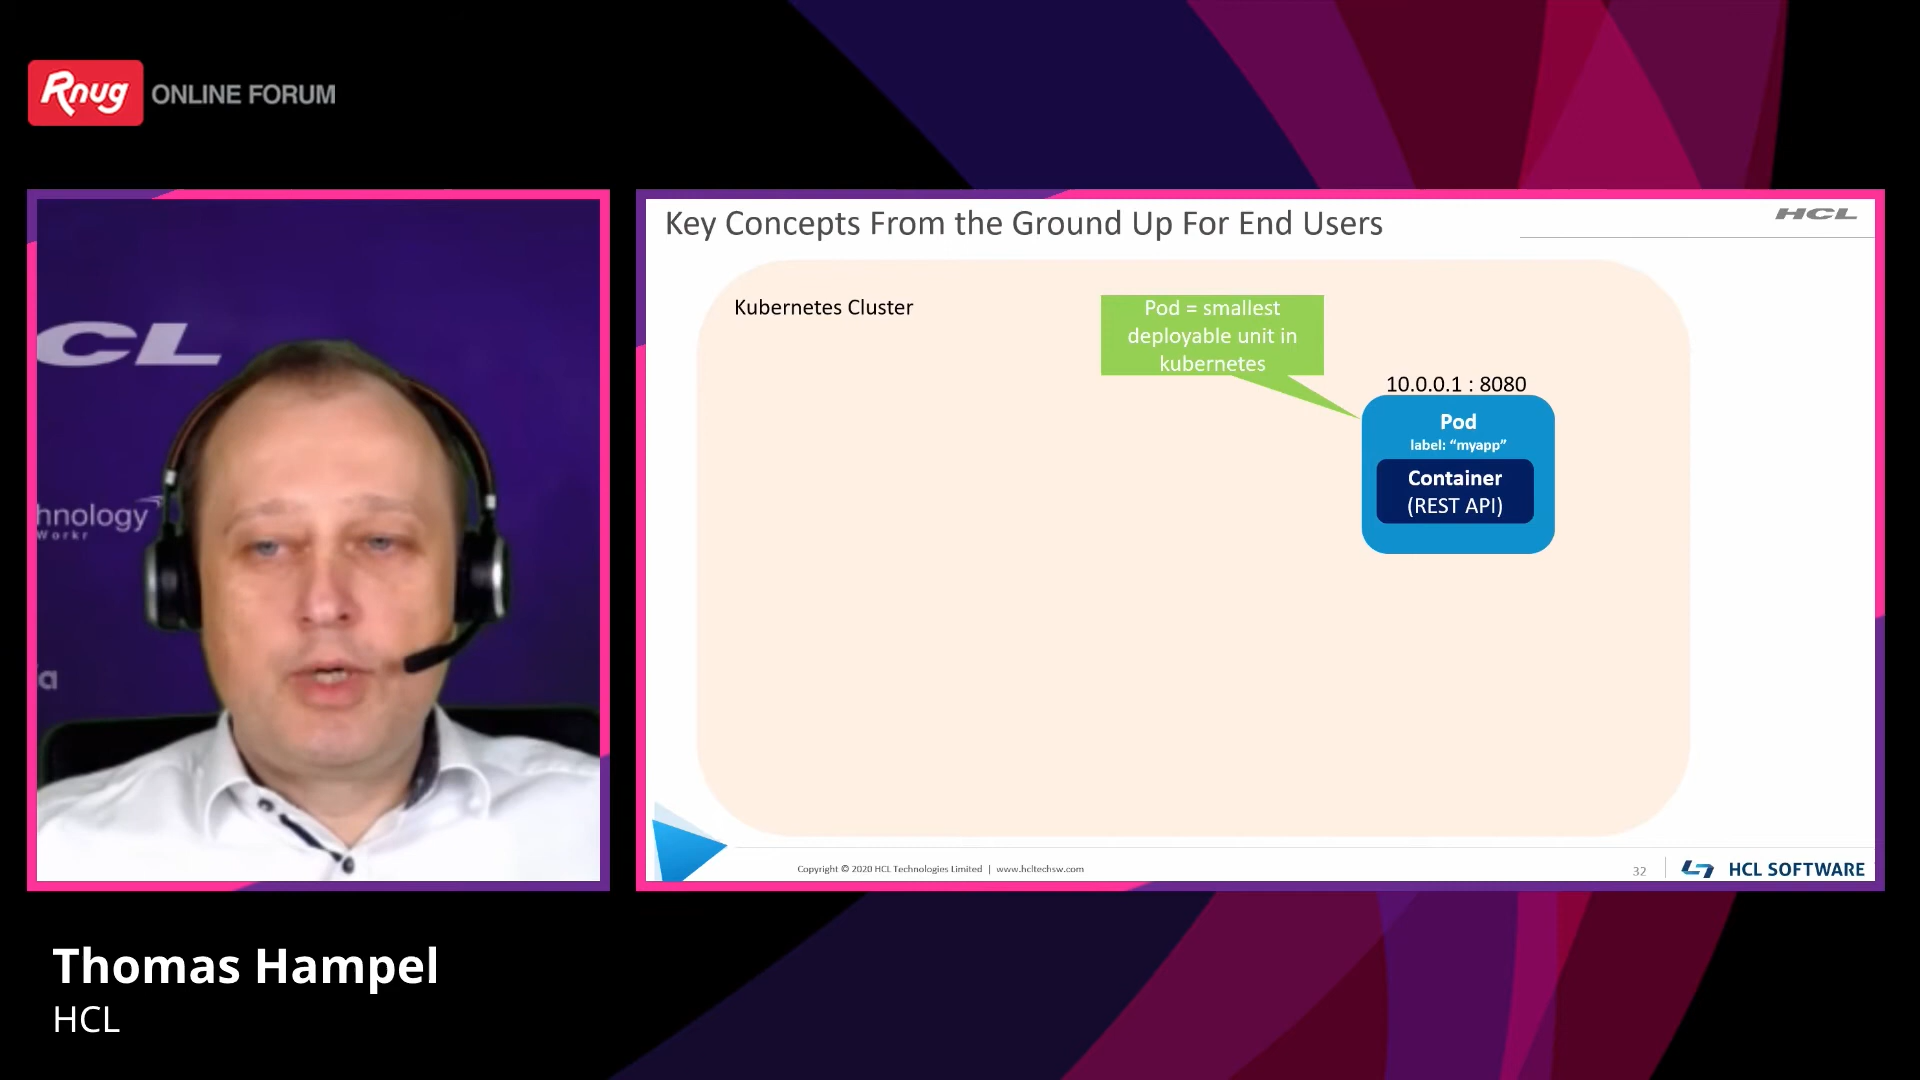 Rnug ONLINE FORUM
CL
hnology
Workr
a
Key Concepts From the Ground Up For End Users
HCL
Kubernetes Cluster
Pod = smallest
deployable unit in
kubernetes
10.0.0.1 : 8080
Pod
label: “myapp”
Container
(REST API)
Copyright © 2020 HCL Technologies Limited | www.hcltechsw.com
32
HCL SOFTWARE
Thomas Hampel
HCL